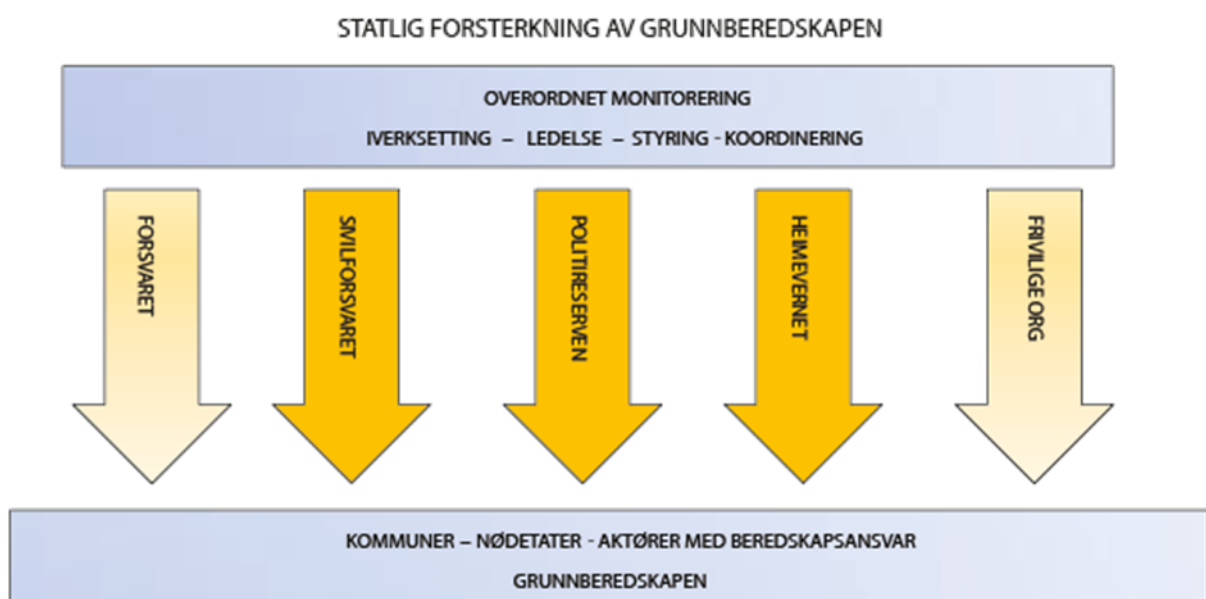 STATLIG FORSTERKNING AV GRUNNBEREDSKAPEN
OVERORDNET MONITORERING
IVERKSETTING – LEDELSE – STYRING - KOORDINERING
FORSVARET
SIVILFORSVARET
POLITIRESERVEN
HEIMEVERNET
FRIVILIGE ORG
KOMMUNER – NØDETATER - AKTØRER MED BEREDSKAPSANSVAR
GRUNNBEREDSKAPEN